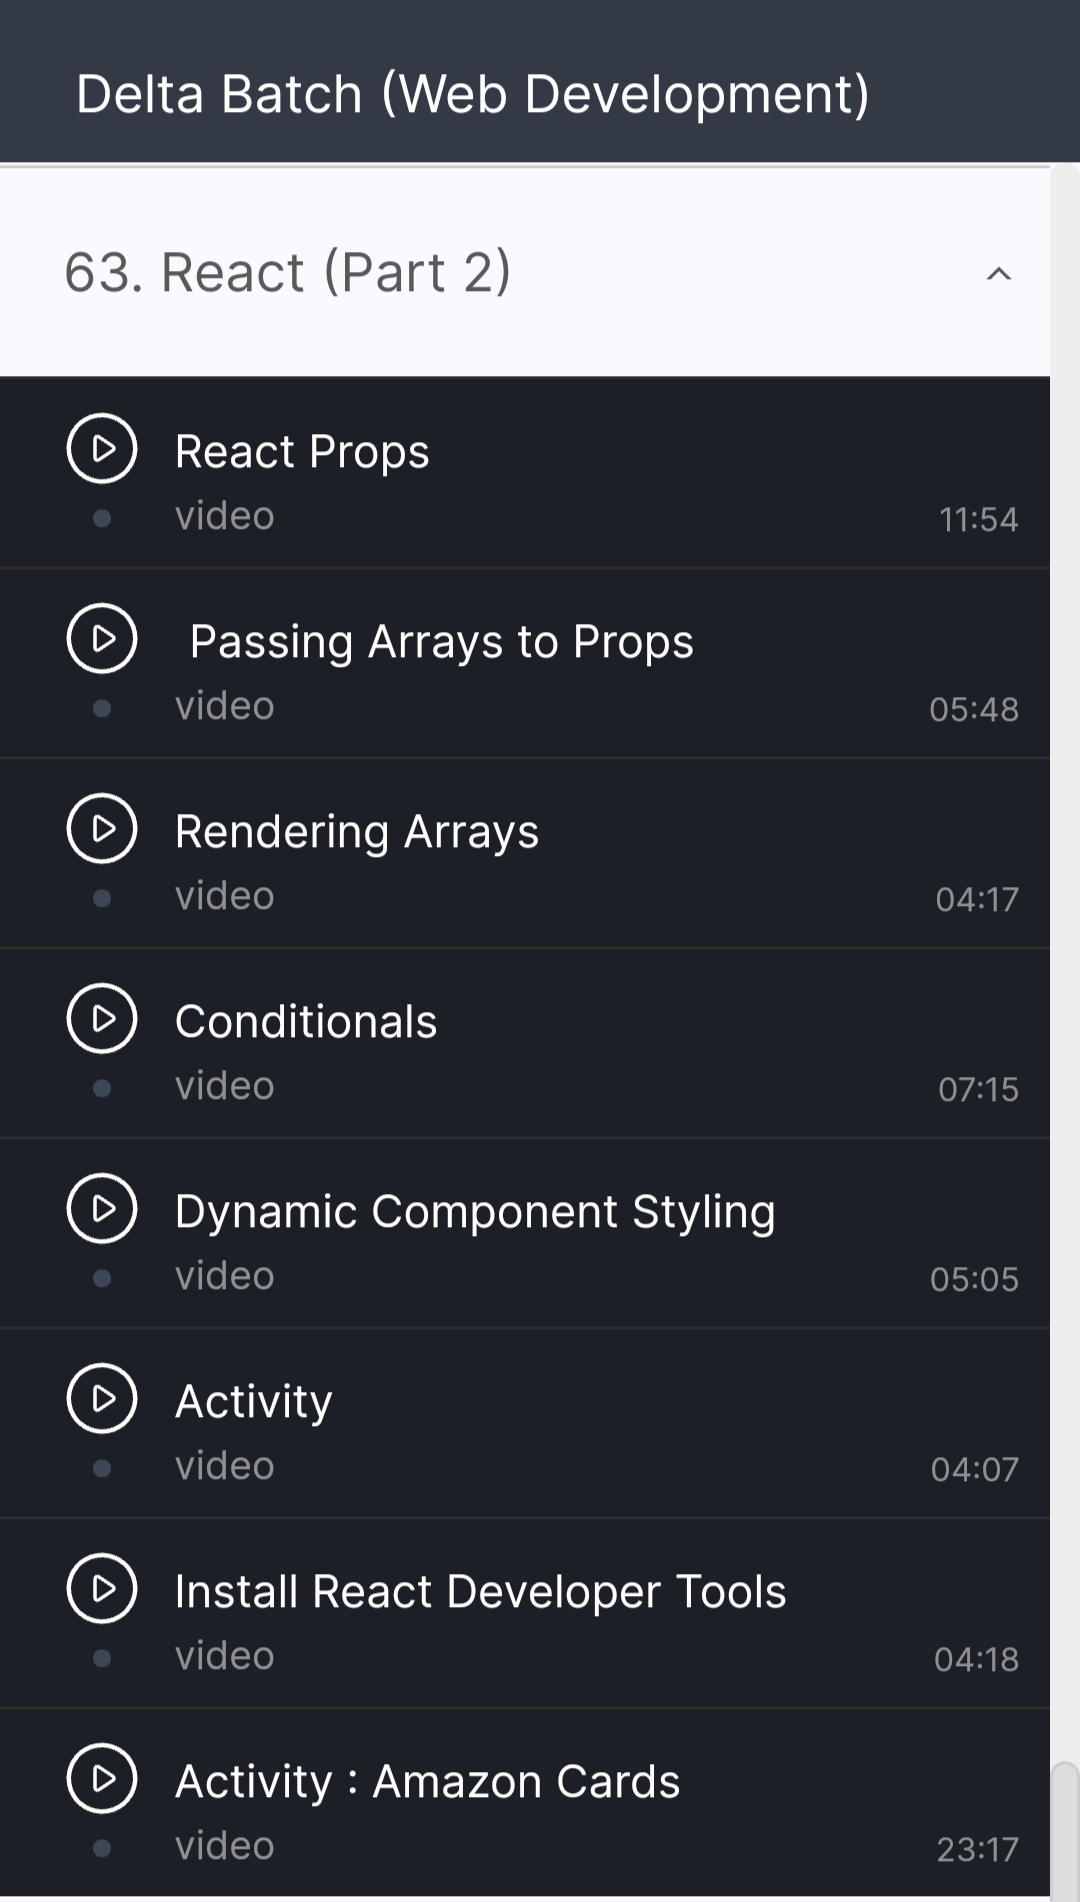 Delta Batch (Web Development)
63. React (Part 2)
React Props
video
11:54
Passing Arrays to Props
video
05:48
Rendering Arrays
video
04:17
Conditionals
video
07:15
Dynamic Component Styling
video
05:05
Activity
video
04:07
Install React Developer Tools
video
04:18
Activity : Amazon Cards
video
23:17